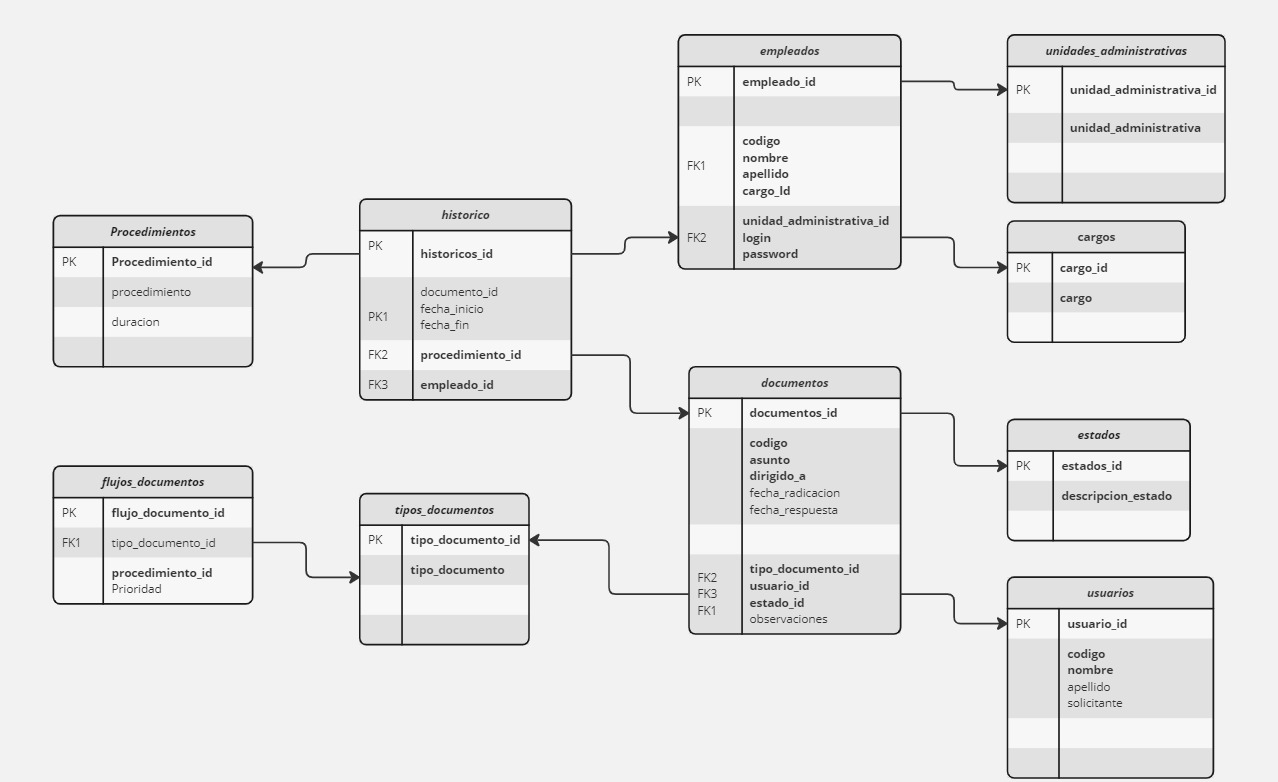 empleados
PK empleado_id
codigo
nombre
FK1
apellido
cargo_Id
unidad_administrativa_id
FK2 login
password
unidades_administrativas
PK unidad_administrativa_id
unidad_administrativa
cargos
PK cargo_id
cargo
historico
PK
historicos_id
documento_id
fecha_inicio
PK1
fecha_fin
FK2 procedimiento_id
FK3 empleado_id
Procedimientos
PK Procedimiento_id
procedimiento
duracion
documentos
PK documentos_id
codigo
asunto
dirigido_a
fecha_radicacion
fecha_respuesta
tipo_documento_id
FK2
usuario_id
FK3
estado_id
FK1
observaciones
estados
PK estados_id
descripcion_estado
flujos_documentos
PK flujo_documento_id
FK1 tipo_documento_id
procedimiento_id
Prioridad
tipos_documentos
PK tipo_documento_id
tipo_documento
usuarios
PK usuario_id
codigo
nombre
apellido
solicitante